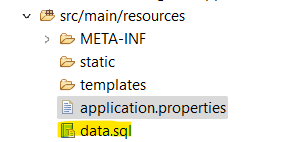 src/main/resources
META-INF
static
templates
application.properties
data.sql